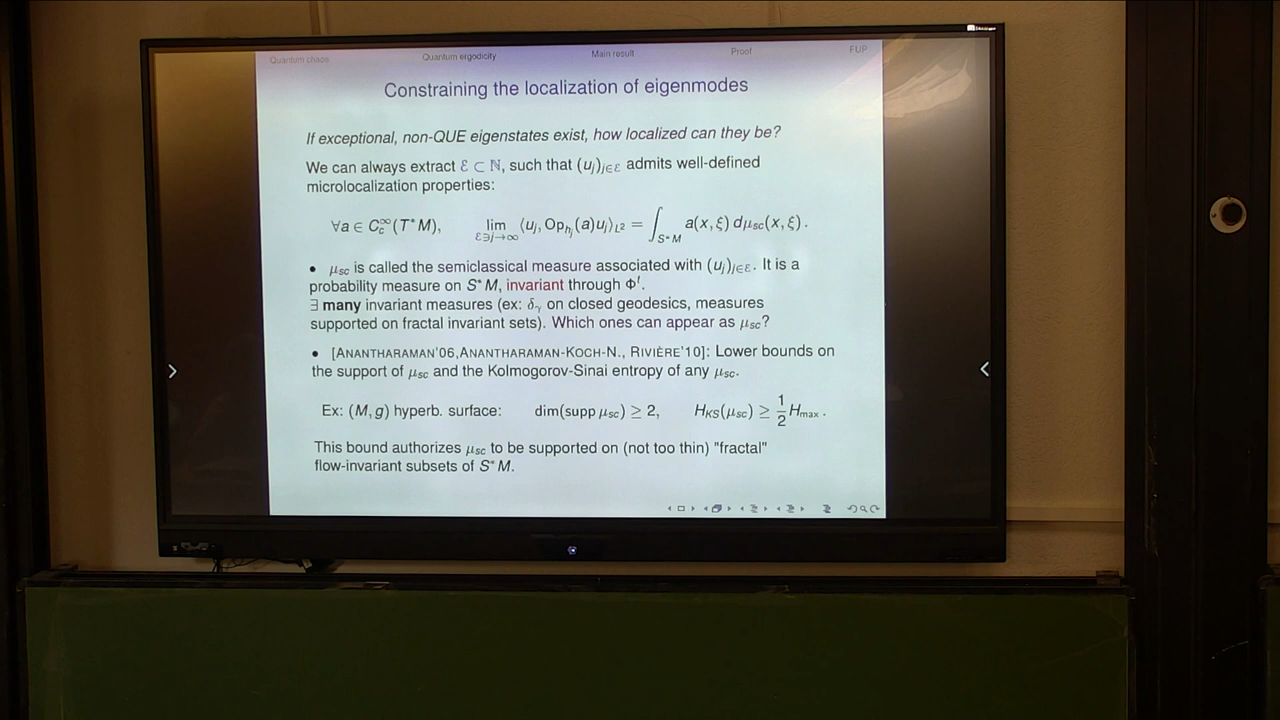 Quantum chaos Quantum ergodicity Main result Proof FUP
Constraining the localization of eigenmodes
If exceptional, non-QUE eigenstates exist, how localized can they be?
We can always extract ℰ ⊂ ℕ, such that (u_j)_{j∈ℰ} admits well-defined
microlocalization properties:
∀a ∈ C_c^∞(T*M), lim_{ℰ∋j→∞} ⟨u_j, Op_{ℏ_j}(a)u_j⟩_{L²} = ∫_{S*M} a(x, ξ) dμ_sc(x, ξ).
• μ_sc is called the semiclassical measure associated with (u_j)_{j∈ℰ}. It is a
probability measure on S*M, invariant through Φ^t.
∃ many invariant measures (ex: δ_γ on closed geodesics, measures
supported on fractal invariant sets). Which ones can appear as μ_sc?
• [ANANTHARAMAN'06,ANANTHARAMAN-KOCH-N., RIVIÈRE'10]: Lower bounds on
the support of μ_sc and the Kolmogorov-Sinai entropy of any μ_sc.
Ex: (M, g) hyperb. surface: dim(supp μ_sc) ≥ 2, H_KS(μ_sc) ≥ 1/2 H_max.
This bound authorizes μ_sc to be supported on (not too thin) "fractal"
flow-invariant subsets of S*M.